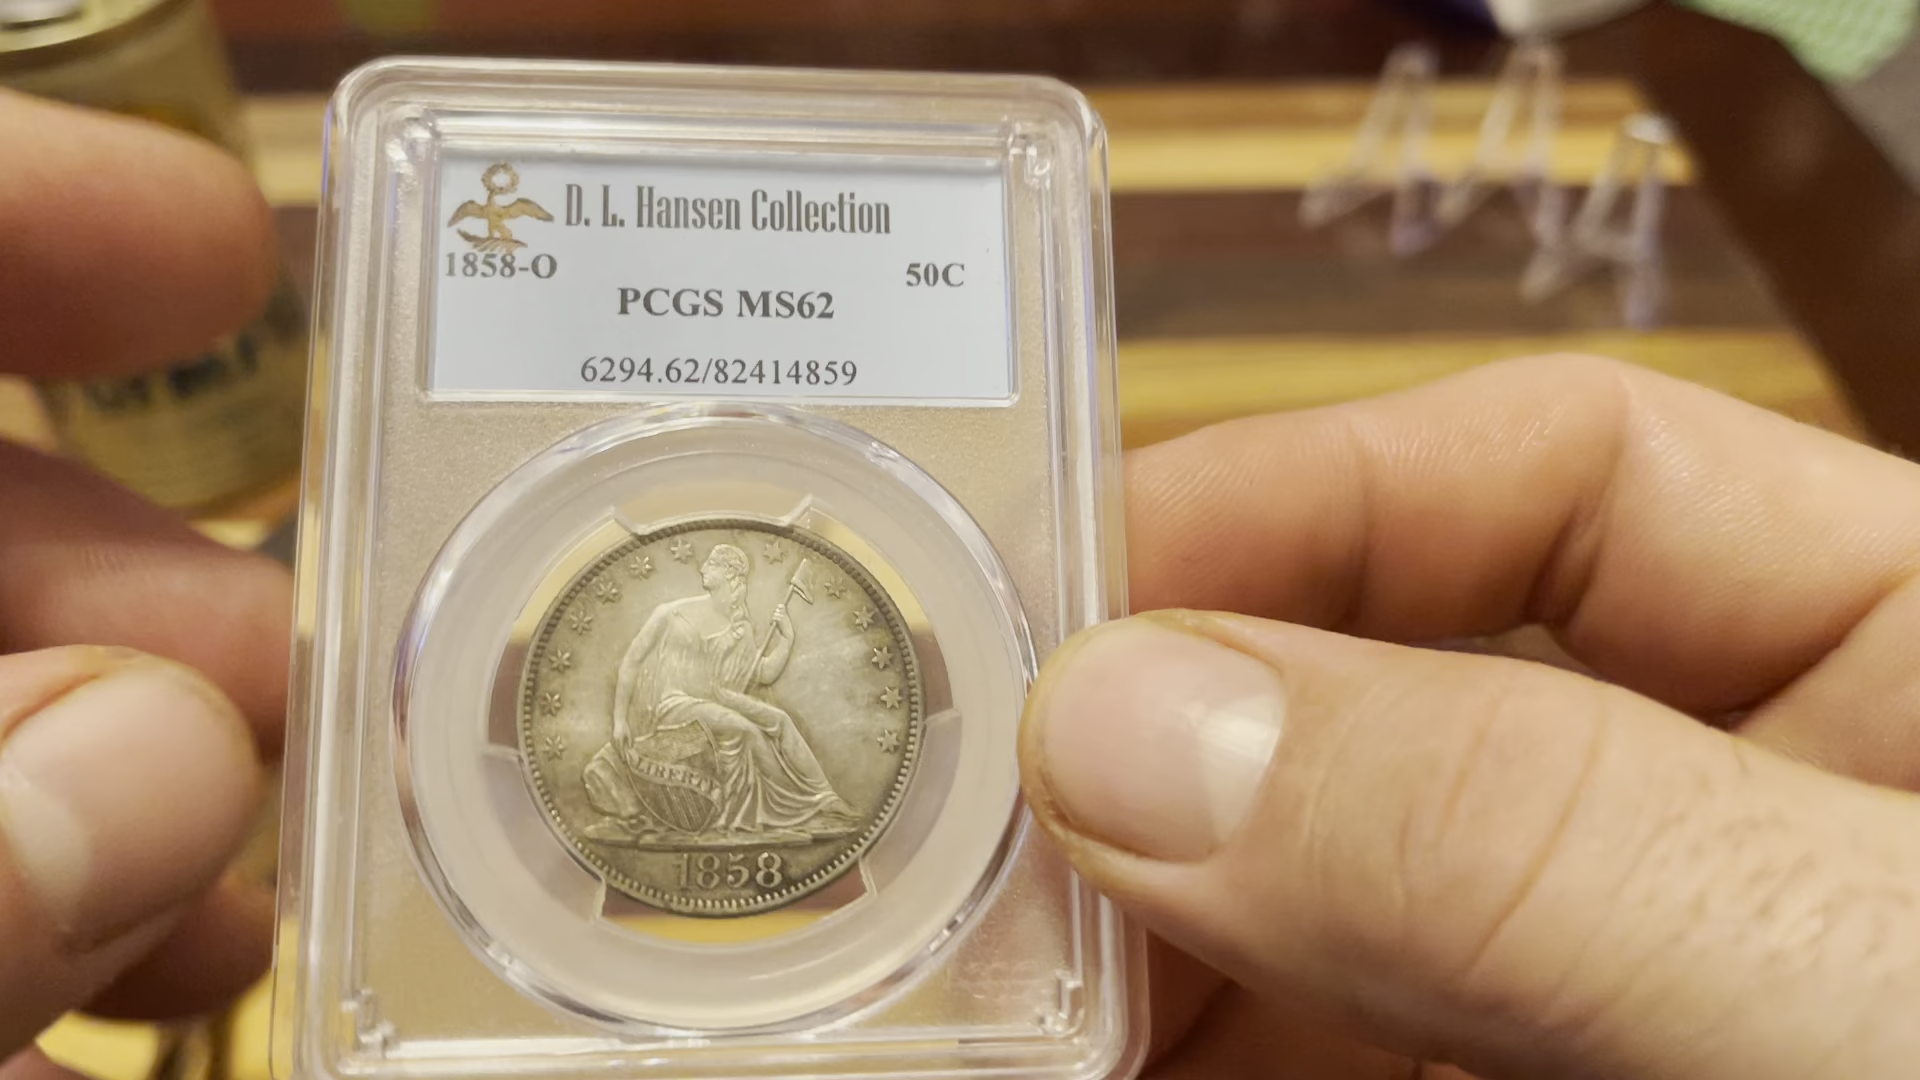 D. L. Hansen Collection
1858-O
50C
PCGS MS62
6294.62/82414859
LIBERTY
1858